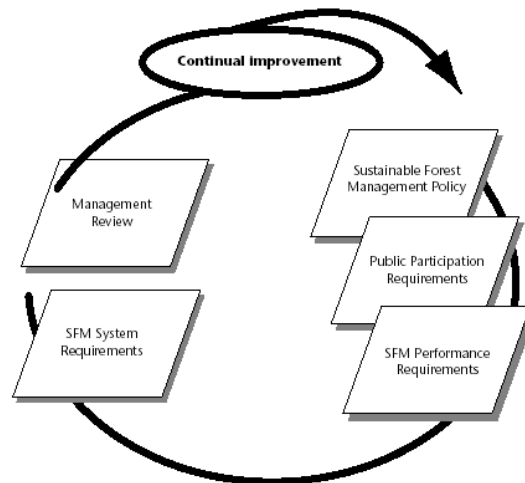 Continual improvement
Sustainable Forest
Management Policy
Management
Review
Public Participation
Requirements
SFM System
Requirements
SFM Performance
Requirements